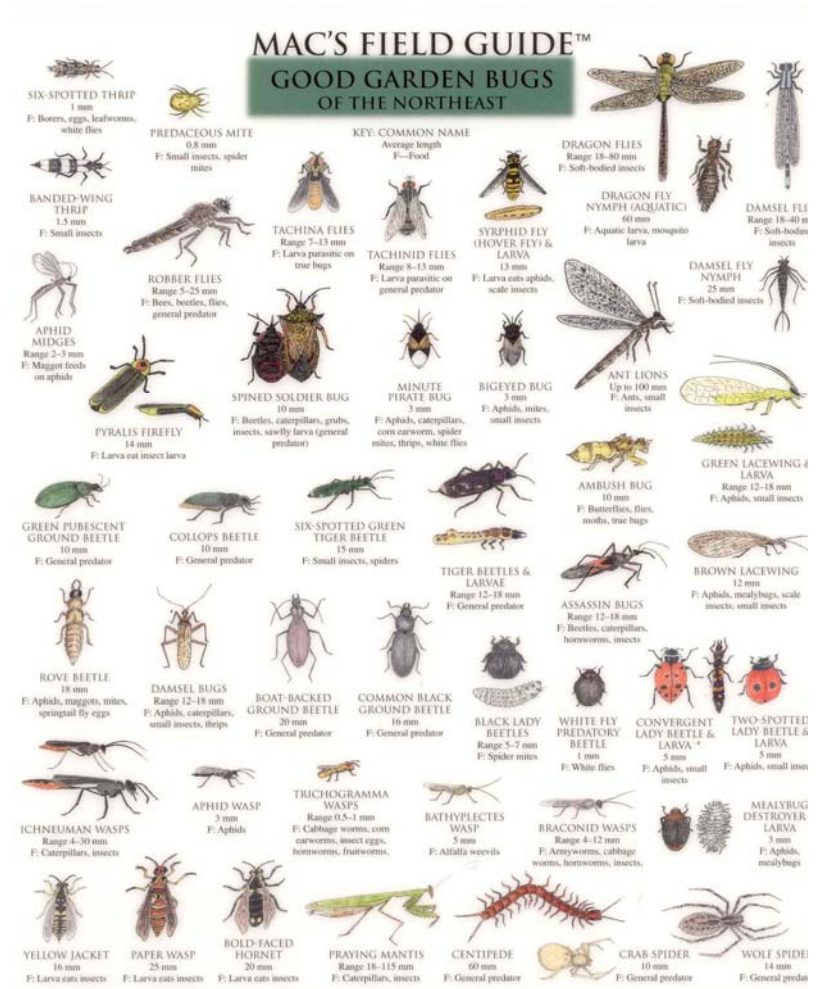 MAC'S FIELD GUIDE™
GOOD GARDEN BUGS
OF THE NORTHEAST
KEY: COMMON NAME
Average length
F—Food
SIX-SPOTTED THRIP
1 mm
F: Borers, eggs, leafworms,
white flies
PREDACEOUS MITE
0.8 mm
F: Small insects, spider
mites
BANDED-WING
THRIP
1.5 mm
F: Small insects
ROBBER FLIES
Range 5-25 mm
F: Bees, beetles, flies,
general predator
TACHINA FLIES
Range 7-13 mm
F: Larva parasitic on
true bugs
TACHINID FLIES
Range 8-13 mm
F: Larva parasitic on
general predator
SYRPHID FLY
(HOVER FLY) &
LARVA
13 mm
F: Larva eats aphids,
scale insects
DRAGON FLIES
Range 18-80 mm
F: Soft-bodied insects
DRAGON FLY
NYMPH (AQUATIC)
60 mm
F: Aquatic larva, mosquito
larva
DAMSEL FLI
Range 18-40 m
F: Soft-bodie
insects
DAMSEL FLY
NYMPH
25 mm
F: Soft-bodied insects
APHID
MIDGES
Range 2-3 mm
F: Maggot feeds
on aphids
PYRALIS FIREFLY
14 mm
F: Larva eat insect larva
SPINED SOLDIER BUG
10 mm
F: Beetles, caterpillars, grubs,
insects, sawfly larva (general
predator)
MINUTE
PIRATE BUG
3 mm
F: Aphids, caterpillars,
corn earworm, spider
mites, thrips, white flies
BIGEYED BUG
3 mm
F: Aphids, mites,
small insects
ANT LIONS
Up to 100 mm
F: Ants, small
insects
GREEN LACEWING &
LARVA
Range 12-18 mm
F: Aphids, small insects
AMBUSH BUG
10 mm
F: Butterflies, flies,
moths, true bugs
GREEN PUBESCENT
GROUND BEETLE
10 mm
F: General predator
COLLOPS BEETLE
10 mm
F: General predator
SIX-SPOTTED GREEN
TIGER BEETLE
15 mm
F: Small insects, spiders
TIGER BEETLES &
LARVAE
Range 12-18 mm
F: General predator
ASSASSIN BUGS
Range 12-18 mm
F: Beetles, caterpillars,
hornworms, insects
BROWN LACEWING
12 mm
F: Aphids, mealybugs, scale
insects, small insects
ROVE BEETLE
18 mm
F: Aphids, maggots, mites,
springtail fly eggs
DAMSEL BUGS
Range 12-18 mm
F: Aphids, caterpillars,
small insects, thrips
BOAT-BACKED
GROUND BEETLE
20 mm
F: General predator
COMMON BLACK
GROUND BEETLE
16 mm
F: General predator
BLACK LADY
BEETLES
Range 5-7 mm
F: Spider mites
WHITE FLY
PREDATORY
BEETLE
1 mm
F: White flies
CONVERGENT
LADY BEETLE &
LARVA
5 mm
F: Aphids, small
insects
TWO-SPOTTED
LADY BEETLE &
LARVA
5 mm
F: Aphids, small insec
ICHNEUMAN WASPS
Range 4-30 mm
F: Caterpillars, insects
APHID WASP
3 mm
F: Aphids
TRICHOGRAMMA
WASPS
Range 0.5-1 mm
F: Cabbage worms, corn
earworms, insect eggs,
hornworms, fruitworms,
BATHYPLECTES
WASP
5 mm
F: Alfalfa weevils
BRACONID WASPS
Range 4-12 mm
F: Armyworms, cabbage
worms, hornworms, insects,
MEALYBUG
DESTROYER
LARVA
3 mm
F: Aphids,
mealybugs
YELLOW JACKET
16 mm
F: Larva eats insects
PAPER WASP
25 mm
F: Larva eats insects
BOLD-FACED
HORNET
20 mm
F: Larva eats insects
PRAYING MANTIS
Range 18-115 mm
F: Caterpillars, insects
CENTIPEDE
60 mm
F: General predator
CRAB SPIDER
10 mm
F: General predator
WOLF SPIDE
14 mm
F: General preda